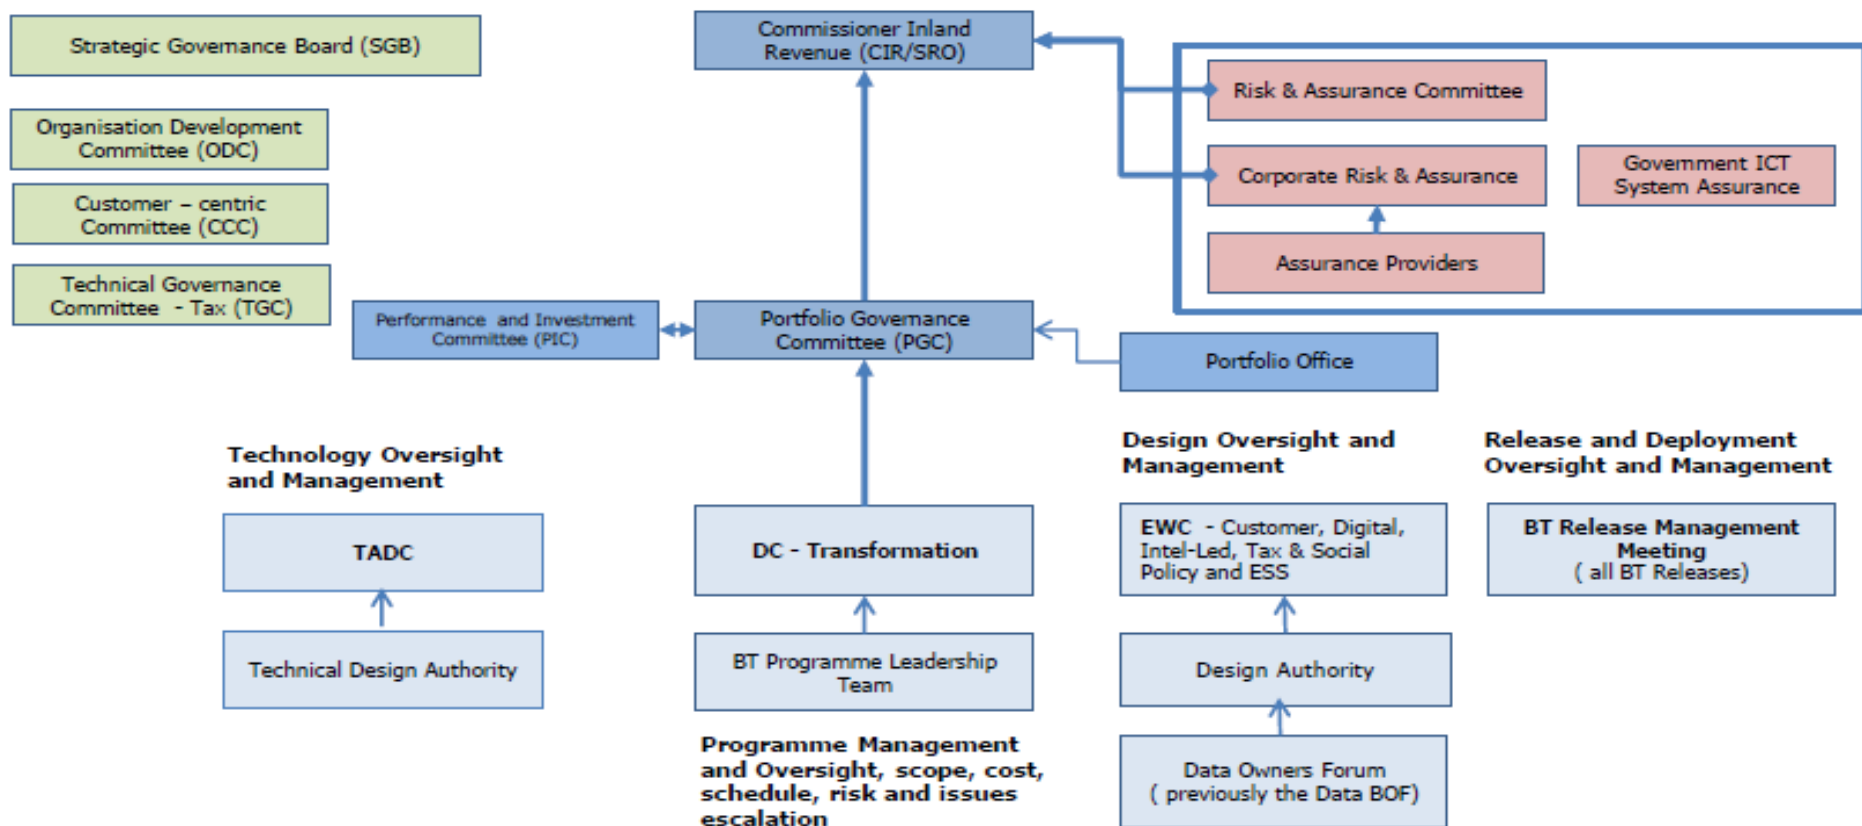 Strategic Governance Board (SGB)
Organisation Development
Committee (ODC)
Customer – centric
Committee (CCC)
Technical Governance
Committee - Tax (TGC)
Commissioner Inland
Revenue (CIR/SRO)
Risk & Assurance Committee
Corporate Risk & Assurance
Government ICT
System Assurance
Assurance Providers
Performance and Investment
Committee (PIC)
Portfolio Governance
Committee (PGC)
Portfolio Office
Technology Oversight
and Management
TADC
Technical Design Authority
DC - Transformation
BT Programme Leadership
Team
Programme Management
and Oversight, scope, cost,
schedule, risk and issues
escalation
Design Oversight and
Management
EWC - Customer, Digital,
Intel-Led, Tax & Social
Policy and ESS
Design Authority
Data Owners Forum
( previously the Data BOF)
Release and Deployment
Oversight and Management
BT Release Management
Meeting
( all BT Releases)